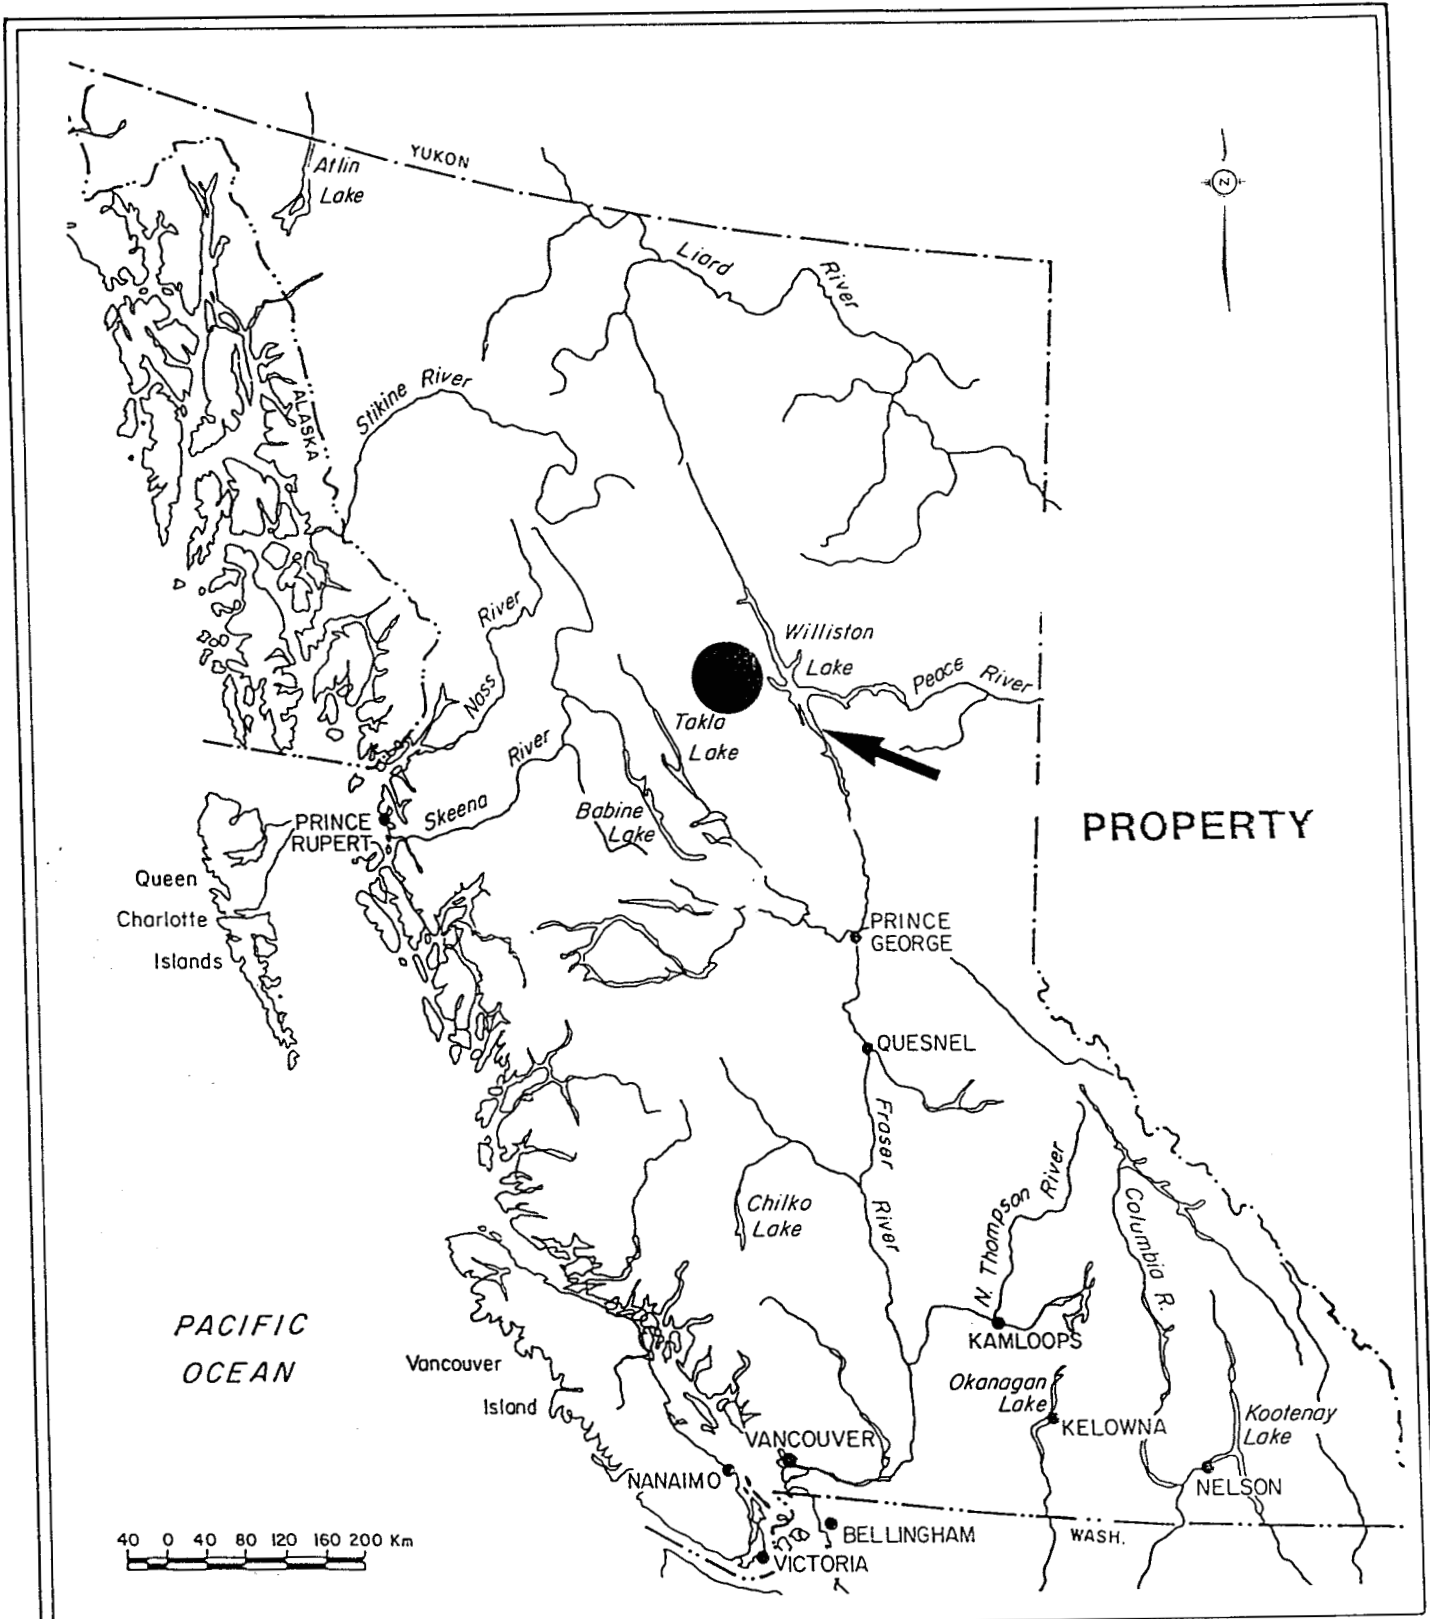 YUKON
Atlin
Lake
N
Liard
River
ALASKA
Stikine River
River
Nass
Williston
Lake
Peace River
Takla
Lake
River
Skeena
Babine
Lake
PROPERTY
PRINCE
RUPERT
Queen
Charlotte
Islands
PRINCE
GEORGE
QUESNEL
Fraser
River
Chilko
Lake
N. Thompson River
Columbia R.
KAMLOOPS
PACIFIC
OCEAN
Vancouver
Island
Okanagan
Lake
KELOWNA
Kootenay
Lake
VANCOUVER
NANAIMO
NELSON
BELLINGHAM
WASH.
VICTORIA
40 0 40 80 120 160 200 Km